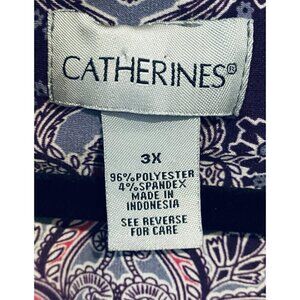 CATHERINES®
3X
96%POLYESTER
4%SPANDEX
MADE IN
INDONESIA
SEE REVERSE
FOR CARE